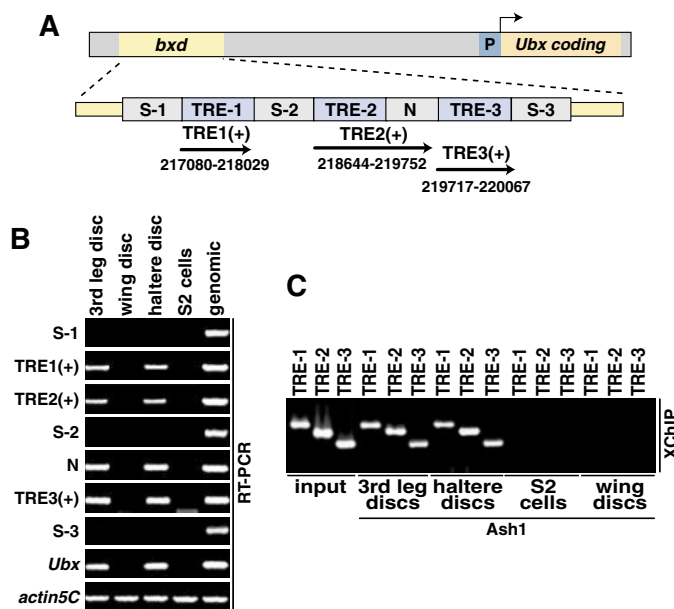 A
bxd
P
Ubx coding
S-1 TRE-1 S-2 TRE-2 N TRE-3 S-3
TRE1(+)
217080-218029
TRE2(+)
218644-219752
TRE3(+)
219717-220067
B
3rd leg disc
wing disc
haltere disc
S2 cells
genomic
S-1
TRE1(+)
TRE2(+)
S-2
N
TRE3(+)
S-3
Ubx
actin5C
RT-PCR
C
TRE-1
TRE-2
TRE-3
TRE-1
TRE-2
TRE-3
TRE-1
TRE-2
TRE-3
TRE-1
TRE-2
TRE-3
TRE-1
TRE-2
TRE-3
XChIP
input
3rd leg
discs
haltere
discs
S2
cells
wing
discs
Ash1